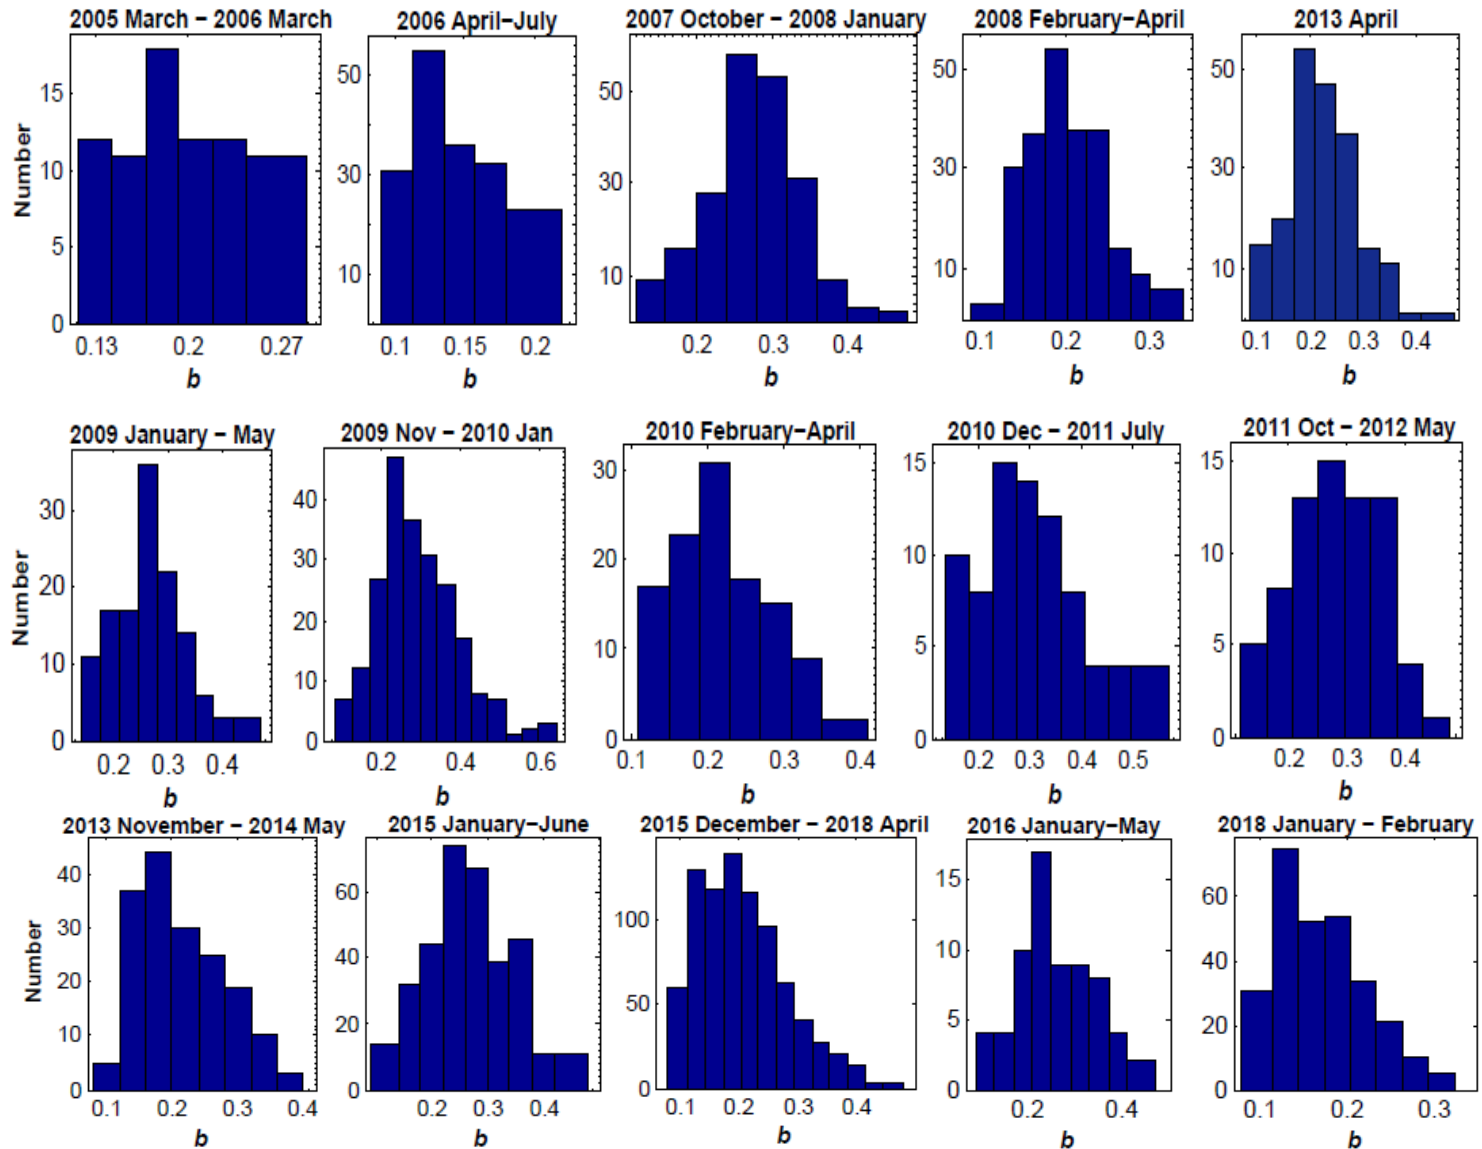 2005 March – 2006 March
2006 April–July
2007 October – 2008 January
2008 February–April
2013 April
Number
15
10
5
0
0.13 0.2 0.27
b
50
30
10
0.1 0.15 0.2
b
50
30
10
0.2 0.3 0.4
b
50
30
10
0.1 0.2 0.3
b
50
30
10
0.1 0.2 0.3 0.4
b
2009 January – May
2009 Nov – 2010 Jan
2010 February–April
2010 Dec – 2011 July
2011 Oct – 2012 May
Number
30
20
10
0
0.2 0.3 0.4
b
40
30
20
10
0
0.2 0.4 0.6
b
30
20
10
0
0.1 0.2 0.3 0.4
b
15
10
5
0
0.2 0.3 0.4 0.5
b
15
10
5
0
0.2 0.3 0.4
b
2013 November – 2014 May
2015 January–June
2015 December – 2018 April
2016 January–May
2018 January – February
Number
40
30
20
10
0
0.1 0.2 0.3 0.4
b
60
40
20
0
0.2 0.3 0.4
b
100
50
0
0.1 0.2 0.3 0.4
b
15
10
5
0
0.2 0.4
b
60
40
20
0
0.1 0.2 0.3
b